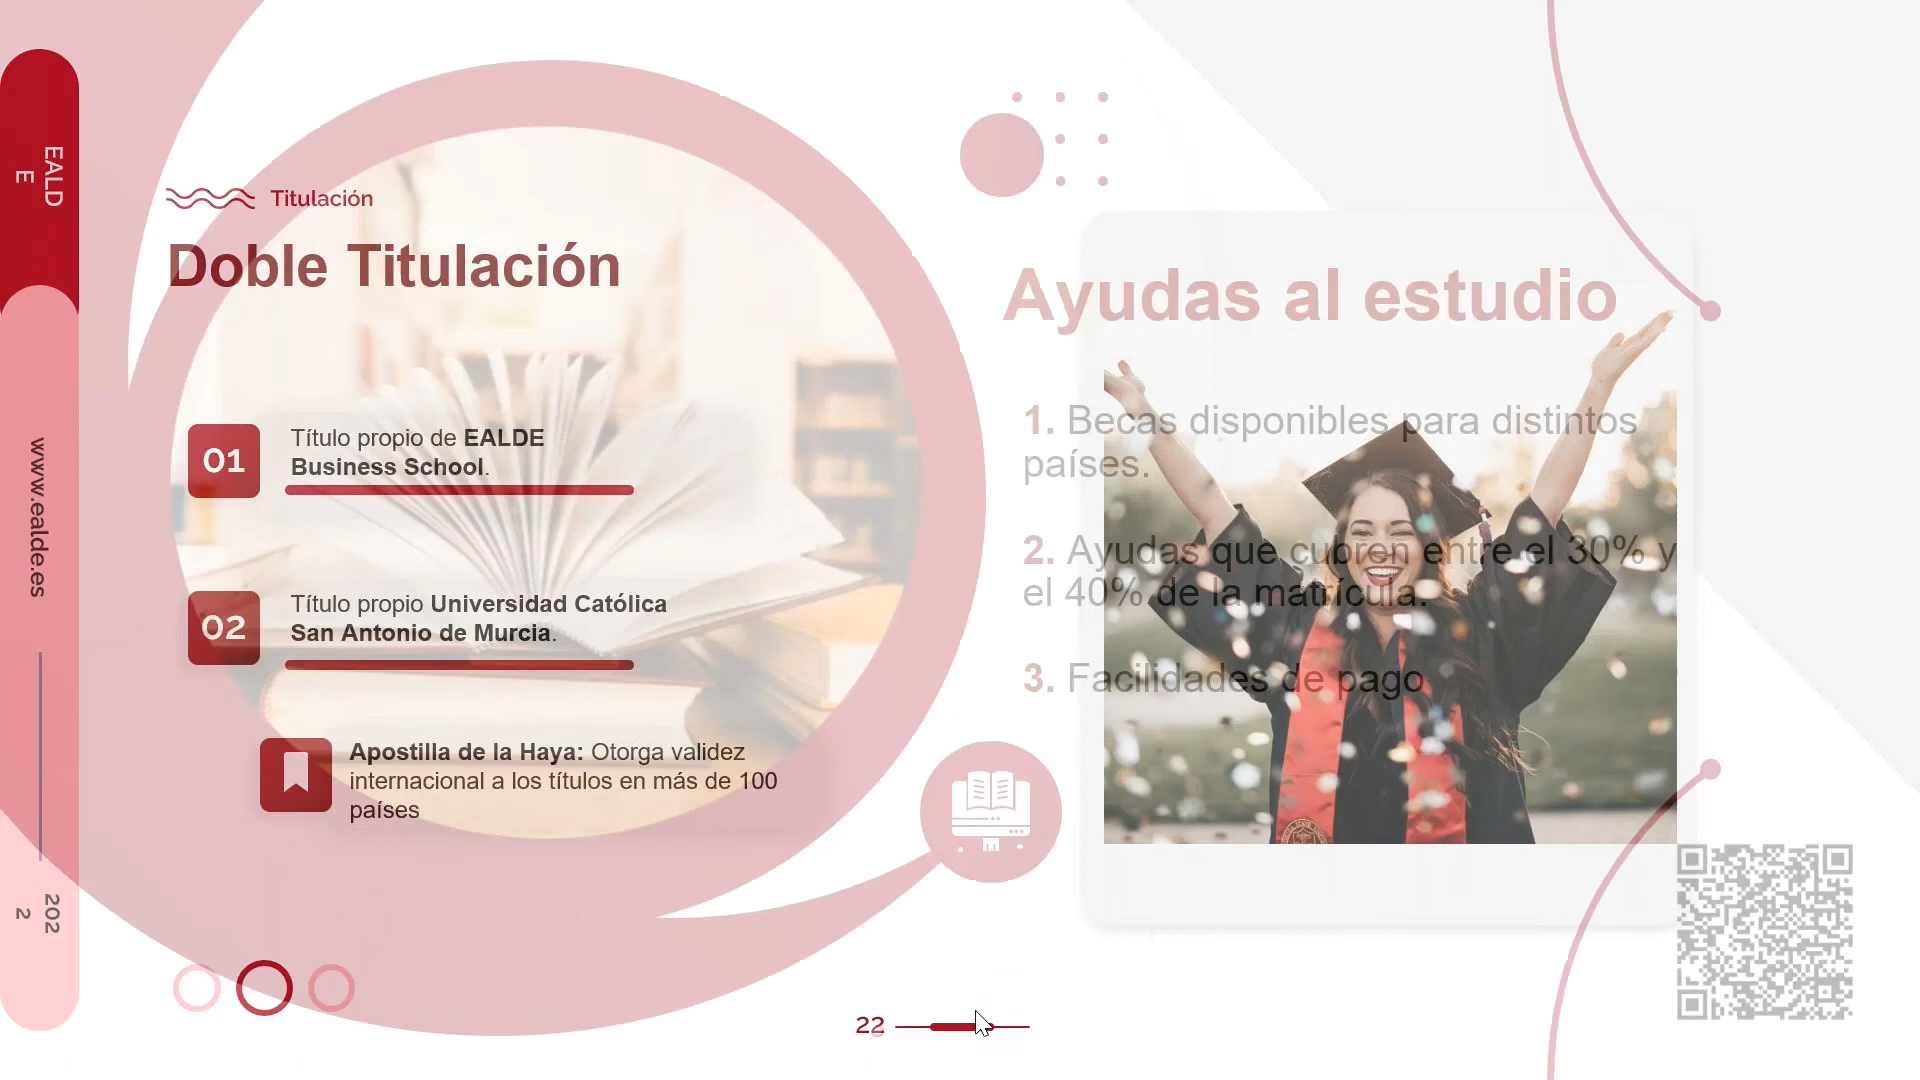 EALD
E
www.ealde.es
202
2
Titulación
Doble Titulación
01
Título propio de EALDE
Business School.
02
Título propio Universidad Católica
San Antonio de Murcia.
Apostilla de la Haya: Otorga validez
internacional a los títulos en más de 100
países
Ayudas al estudio
1. Becas disponibles para distintos
países.
2. Ayudas que cubren entre el 30% y
el 40% de la matrícula.
3. Facilidades de pago
22